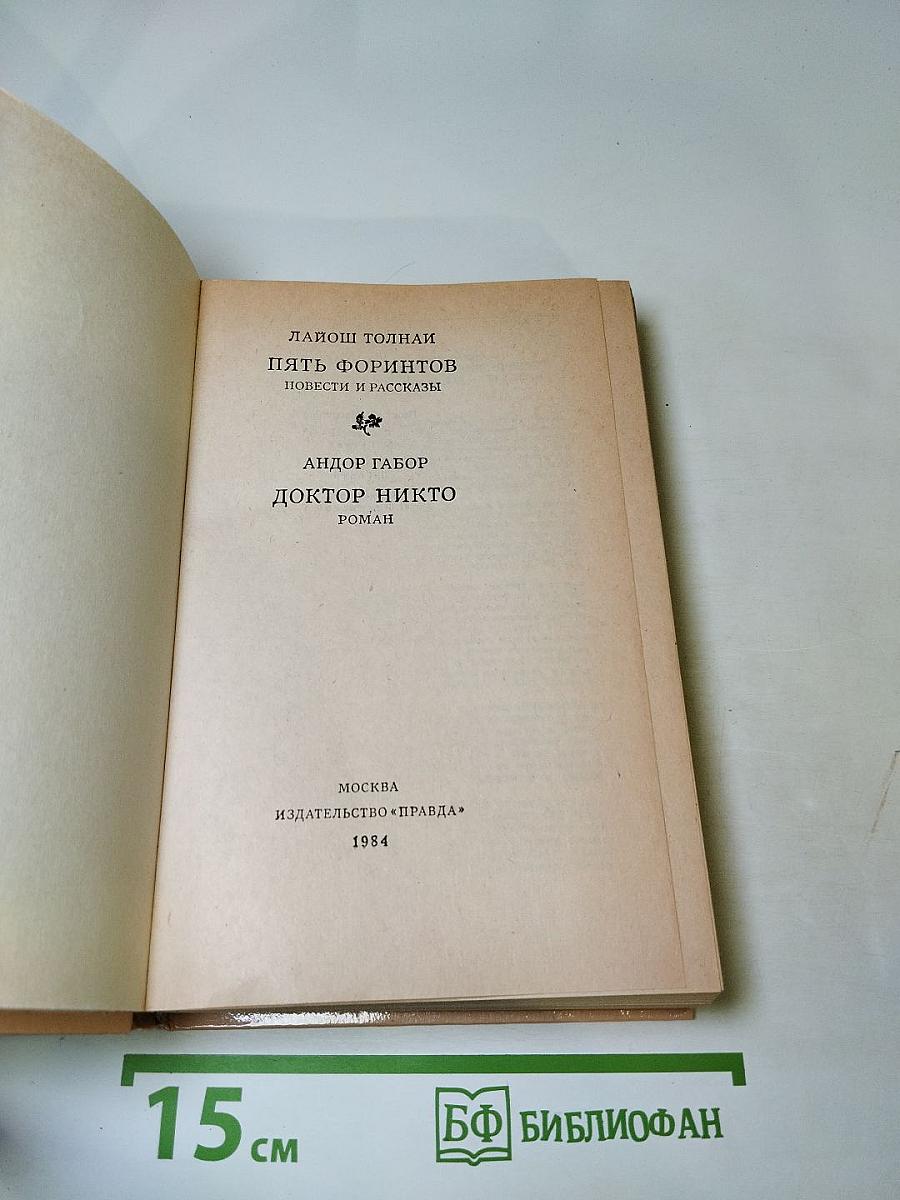 ЛАЙОШ ТОЛНАИ
ПЯТЬ ФОРИНТОВ
ПОВЕСТИ И РАССКАЗЫ
АНДОР ГАБОР
ДОКТОР НИКТО
РОМАН
МОСКВА
ИЗДАТЕЛЬСТВО «ПРАВДА»
1984
15 см
БФ БИБЛИОФАН